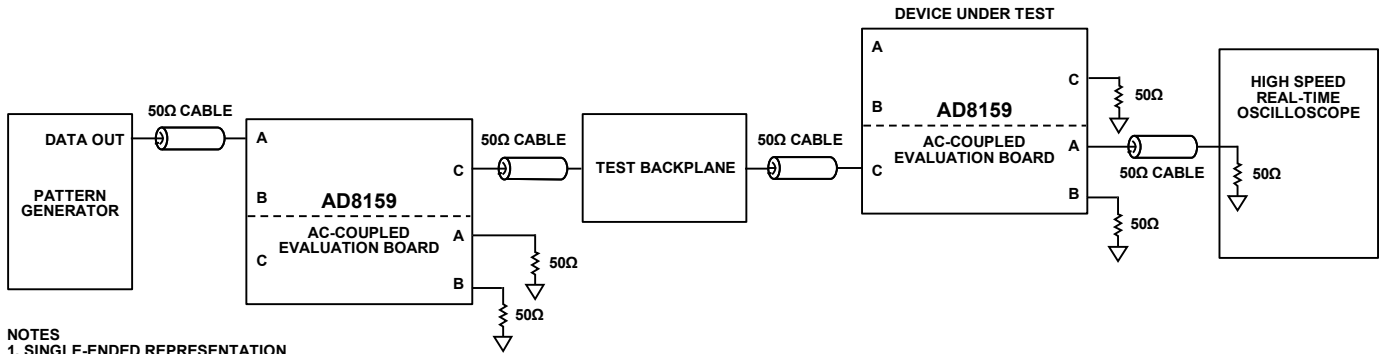 DEVICE UNDER TEST
PATTERN
GENERATOR
DATA OUT
50Ω CABLE
A
B
C
AD8159
AC-COUPLED
EVALUATION BOARD
C
A
B
50Ω
50Ω
50Ω CABLE
TEST BACKPLANE
50Ω CABLE
A
B
C
AD8159
AC-COUPLED
EVALUATION BOARD
C
A
B
50Ω
50Ω
50Ω CABLE
HIGH SPEED
REAL-TIME
OSCILLOSCOPE
50Ω
NOTES
1. SINGLE-ENDED REPRESENTATION